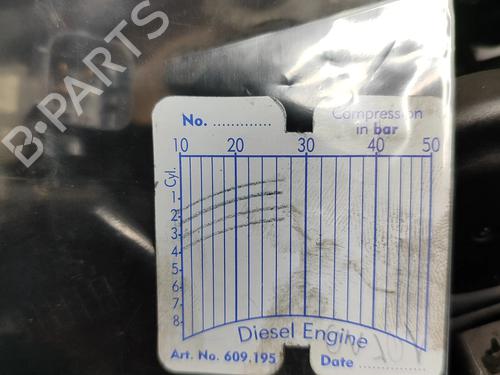 B-PARTS
No. .............
Compression
in bar
10 20 30 40 50
Cyl.
1
2
3
4
5
6
7
8
Diesel Engine
Art. No. 609.195
Date ..............